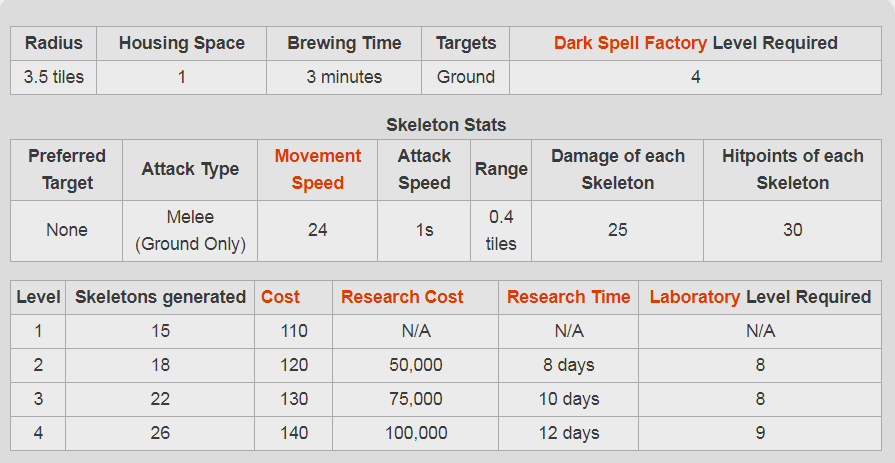 Radius Housing Space Brewing Time Targets Dark Spell Factory Level Required
3.5 tiles 1 3 minutes Ground 4
Skeleton Stats
Preferred Target Attack Type Movement Speed Attack Speed Range Damage of each Skeleton Hitpoints of each Skeleton
None Melee (Ground Only) 24 1s 0.4 tiles 25 30
Level Skeletons generated Cost Research Cost Research Time Laboratory Level Required
1 15 110 N/A N/A N/A
2 18 120 50,000 8 days 8
3 22 130 75,000 10 days 8
4 26 140 100,000 12 days 9